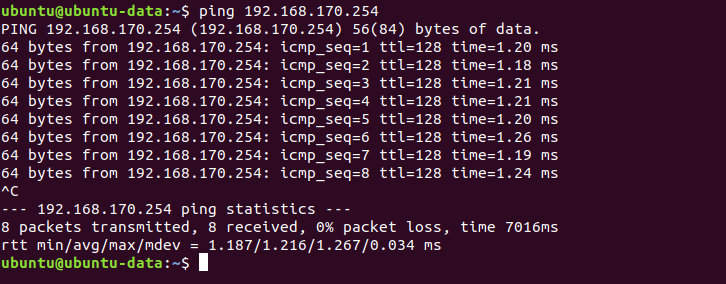 ubuntu@ubuntu-data:~$ ping 192.168.170.254
PING 192.168.170.254 (192.168.170.254) 56(84) bytes of data.
64 bytes from 192.168.170.254: icmp_seq=1 ttl=128 time=1.20 ms
64 bytes from 192.168.170.254: icmp_seq=2 ttl=128 time=1.18 ms
64 bytes from 192.168.170.254: icmp_seq=3 ttl=128 time=1.21 ms
64 bytes from 192.168.170.254: icmp_seq=4 ttl=128 time=1.21 ms
64 bytes from 192.168.170.254: icmp_seq=5 ttl=128 time=1.20 ms
64 bytes from 192.168.170.254: icmp_seq=6 ttl=128 time=1.26 ms
64 bytes from 192.168.170.254: icmp_seq=7 ttl=128 time=1.19 ms
64 bytes from 192.168.170.254: icmp_seq=8 ttl=128 time=1.24 ms
^C
--- 192.168.170.254 ping statistics ---
8 packets transmitted, 8 received, 0% packet loss, time 7016ms
rtt min/avg/max/mdev = 1.187/1.216/1.267/0.034 ms
ubuntu@ubuntu-data:~$